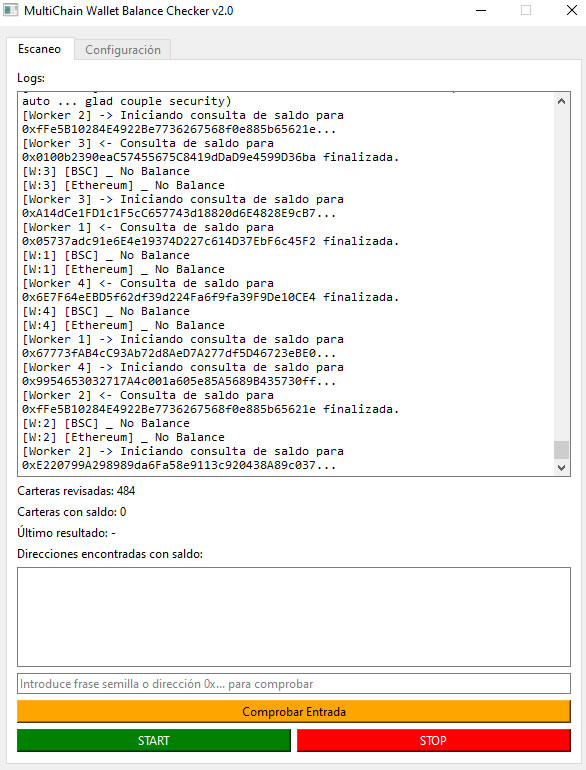 MultiChain Wallet Balance Checker v2.0
Escaneo
Configuración
Logs:
auto ... glad couple security)
[Worker 2] -> Iniciando consulta de saldo para
0xfFe5B10284E4922Be7736267568f0e885b65621e...
[Worker 3] <- Consulta de saldo para
0x0100b2390eaC57455675C8419dDaD9e4599D36ba finalizada.
[W:3] [BSC] _ No Balance
[W:3] [Ethereum] _ No Balance
[Worker 3] -> Iniciando consulta de saldo para
0xA14dCe1FD1c1F5cC657743d18820d6E4828E9cB7...
[Worker 1] <- Consulta de saldo para
0x05737adc91e6E4e19374D227c614D37EbF6c45F2 finalizada.
[W:1] [BSC] _ No Balance
[W:1] [Ethereum] _ No Balance
[Worker 4] <- Consulta de saldo para
0x6E7F64eEBD5f62df39d224Fa6f9fa39F9De10CE4 finalizada.
[W:4] [BSC] _ No Balance
[W:4] [Ethereum] _ No Balance
[Worker 1] -> Iniciando consulta de saldo para
0x67773fAB4cC93Ab72d8AeD7A277df5D46723eBE0...
[Worker 4] -> Iniciando consulta de saldo para
0x9954653032717A4c001a605e85A5689B435730ff...
[Worker 2] <- Consulta de saldo para
0xfFe5B10284E4922Be7736267568f0e885b65621e finalizada.
[W:2] [BSC] _ No Balance
[W:2] [Ethereum] _ No Balance
[Worker 2] -> Iniciando consulta de saldo para
0xE220799A298989da6Fa58e9113c920438A89c037...
Carteras revisadas: 484
Carteras con saldo: 0
Último resultado: -
Direcciones encontradas con saldo:
Introduce frase semilla o dirección 0x... para comprobar
Comprobar Entrada
START
STOP